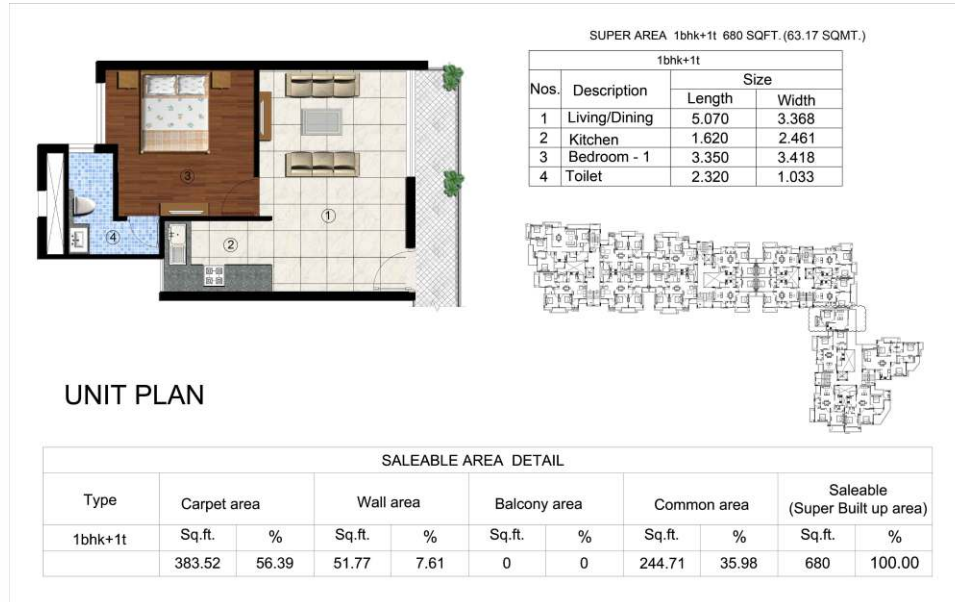 SUPER AREA 1bhk+1t 680 SQFT.(63.17 SQMT.)
1bhk+1t
Nos. Description Size
Length Width
1 Living/Dining 5.070 3.368
2 Kitchen 1.620 2.461
3 Bedroom - 1 3.350 3.418
4 Toilet 2.320 1.033
3
1
2
4
UNIT PLAN
SALEABLE AREA DETAIL
Type Carpet area Wall area Balcony area Common area Saleable
(Super Built up area)
1bhk+1t Sq.ft. % Sq.ft. % Sq.ft. % Sq.ft. % Sq.ft. %
383.52 56.39 51.77 7.61 0 0 244.71 35.98 680 100.00